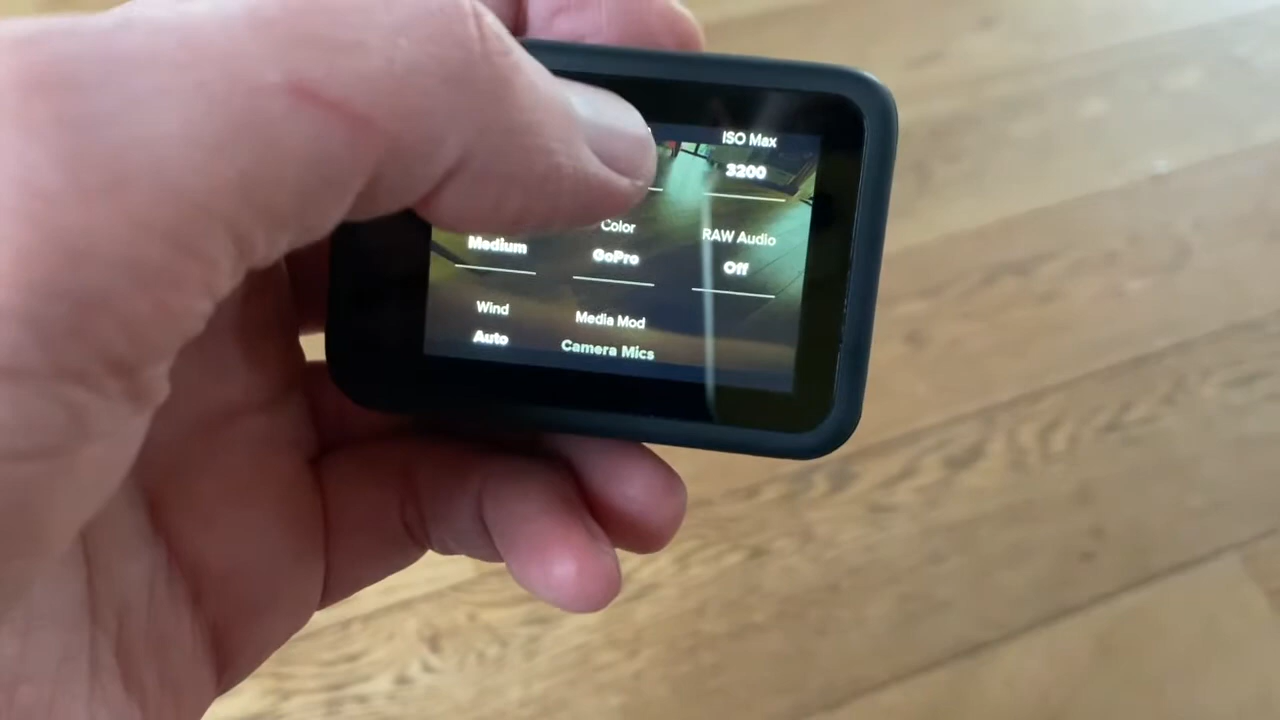 ISO Max
3200
Color
RAW Audio
Medium
GoPro
Off
Wind
Media Mod
Auto
Camera Mics